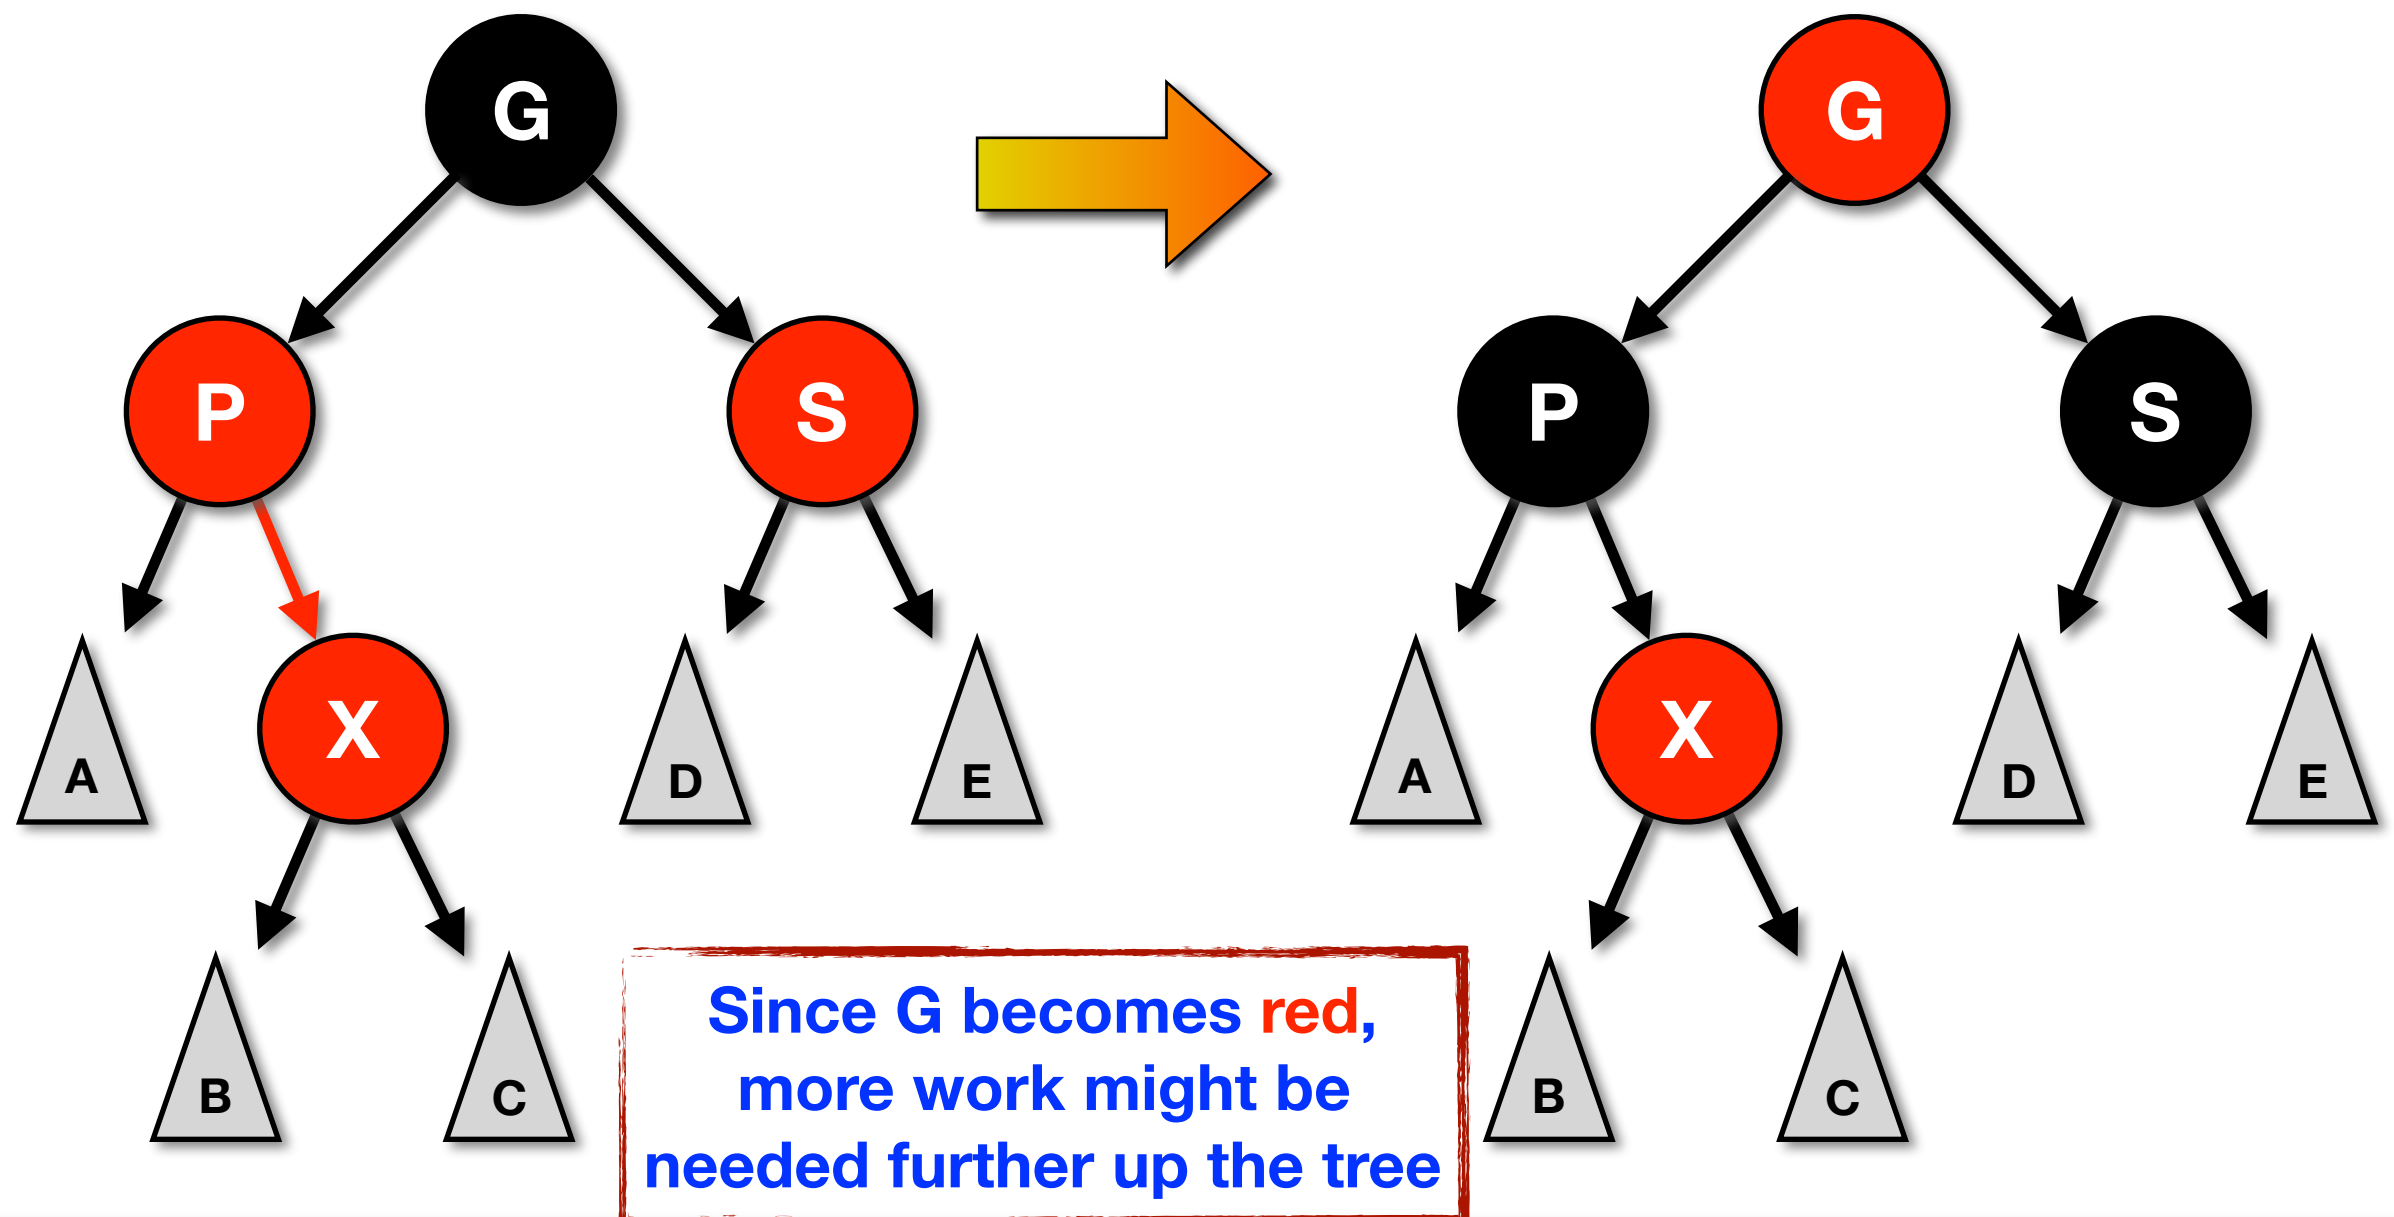 G
G
P
S
P
S
X
X
A
D
E
A
D
E
B
C
B
C
Since G becomes red,
more work might be
needed further up the tree